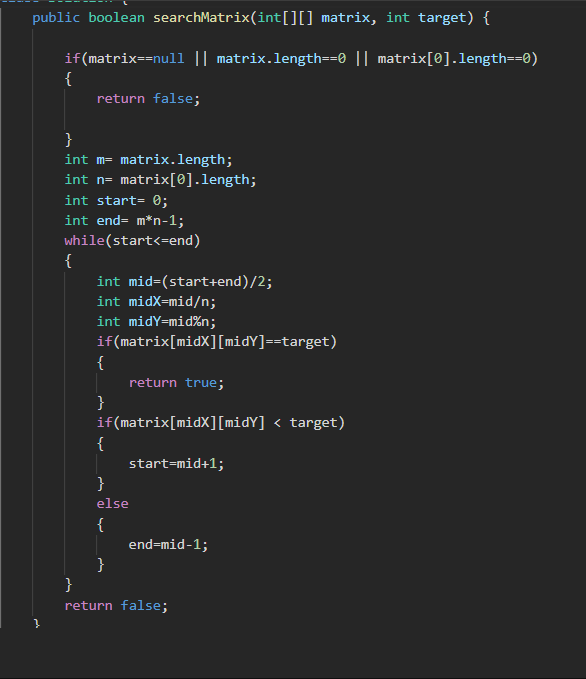 public boolean searchMatrix(int[][] matrix, int target) {
if(matrix==null || matrix.length==0 || matrix[0].length==0)
{
return false;
}
int m= matrix.length;
int n= matrix[0].length;
int start= 0;
int end= m*n-1;
while(start<=end)
{
int mid=(start+end)/2;
int midX=mid/n;
int midY=mid%n;
if(matrix[midX][midY]==target)
{
return true;
}
if(matrix[midX][midY] < target)
{
start=mid+1;
}
else
{
end=mid-1;
}
}
return false;
}